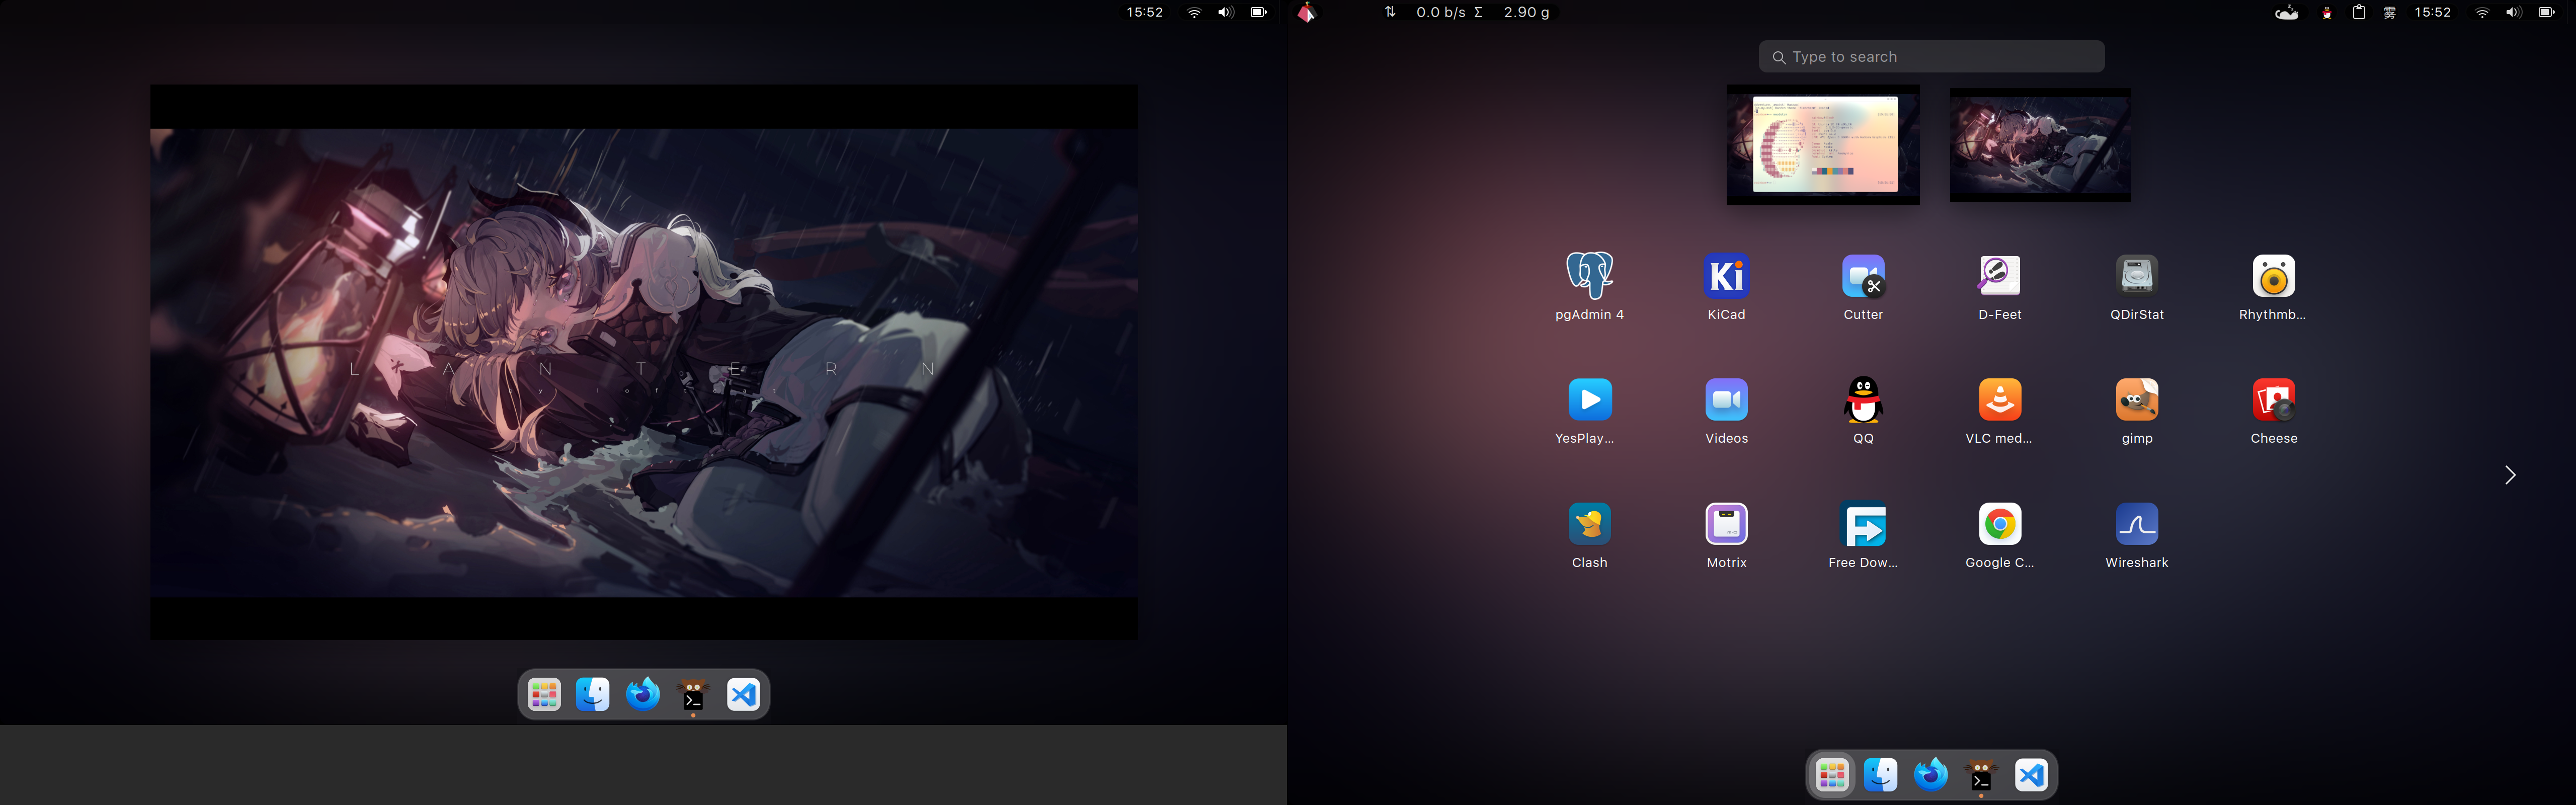 15:52
L A N T E R N
0.0 b/s Σ 2.90 g
雾 15:52
Type to search
pgAdmin 4
KiCad
Cutter
D-Feet
QDirStat
Rhythmb...
YesPlay...
Videos
QQ
VLC med...
gimp
Cheese
Clash
Motrix
Free Dow...
Google C...
Wireshark